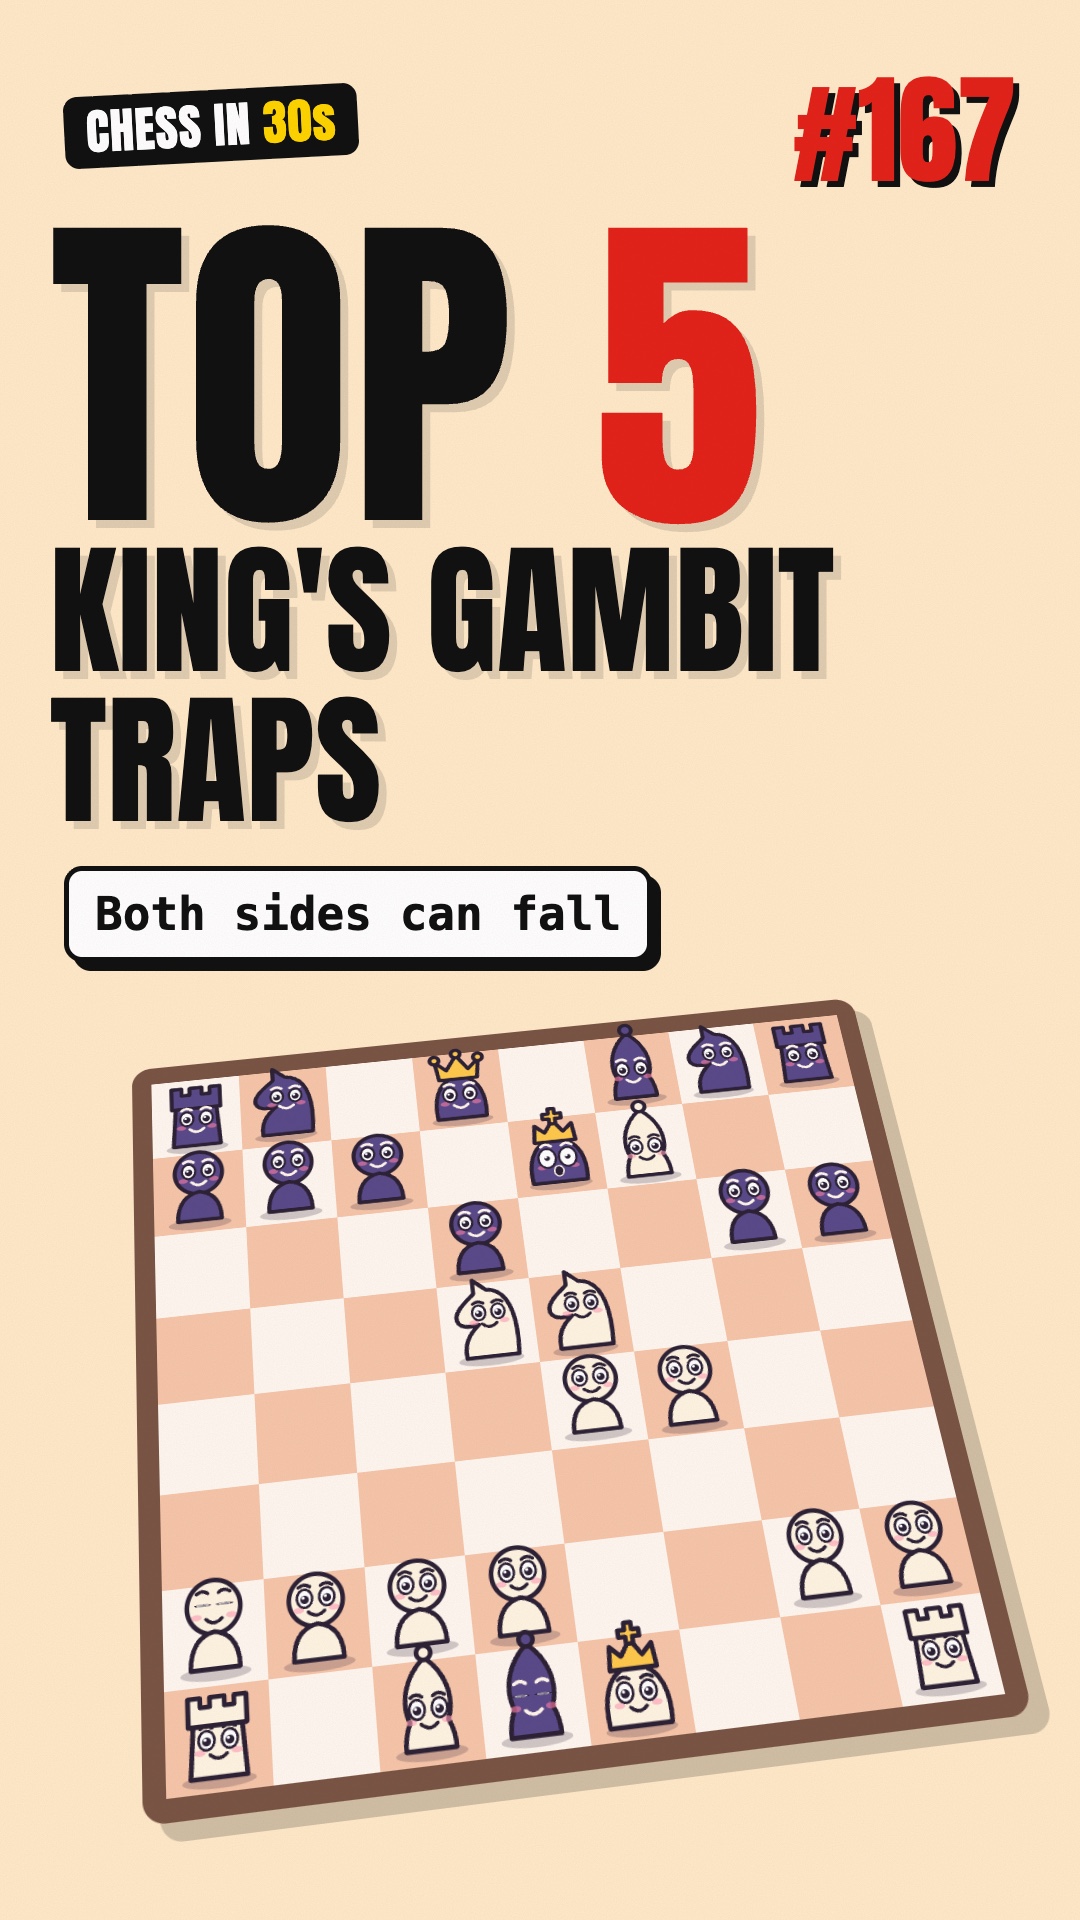 CHESS IN 30s
#167
TOP 5
KING'S GAMBIT
TRAPS
Both sides can fall